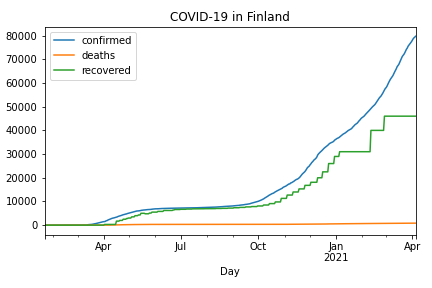 COVID-19 in Finland
confirmed
deaths
recovered
80000
70000
60000
50000
40000
30000
20000
10000
0
Apr Jul Oct Jan Apr
2021
Day